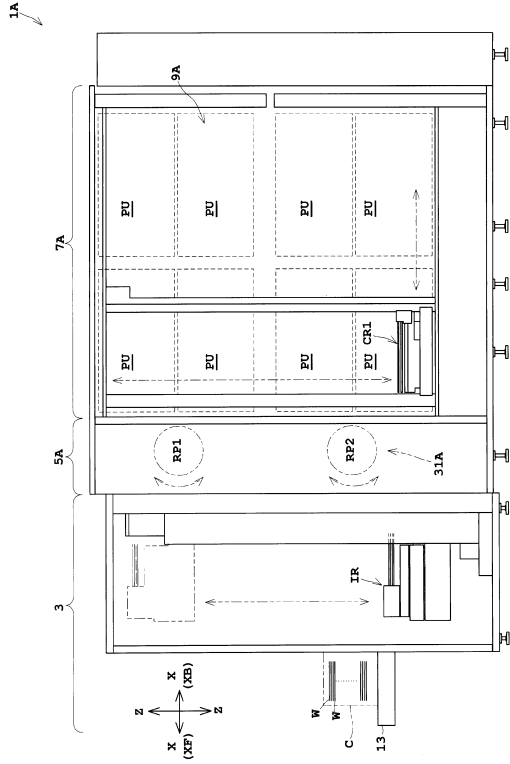 1A
9A
7A
5A
3
PU
PU
PU
PU
PU
PU
PU
PU
CR1
RP1
RP2
31A
IR
Z
X
(XF)
X
(XB)
Z
W
W
C
13